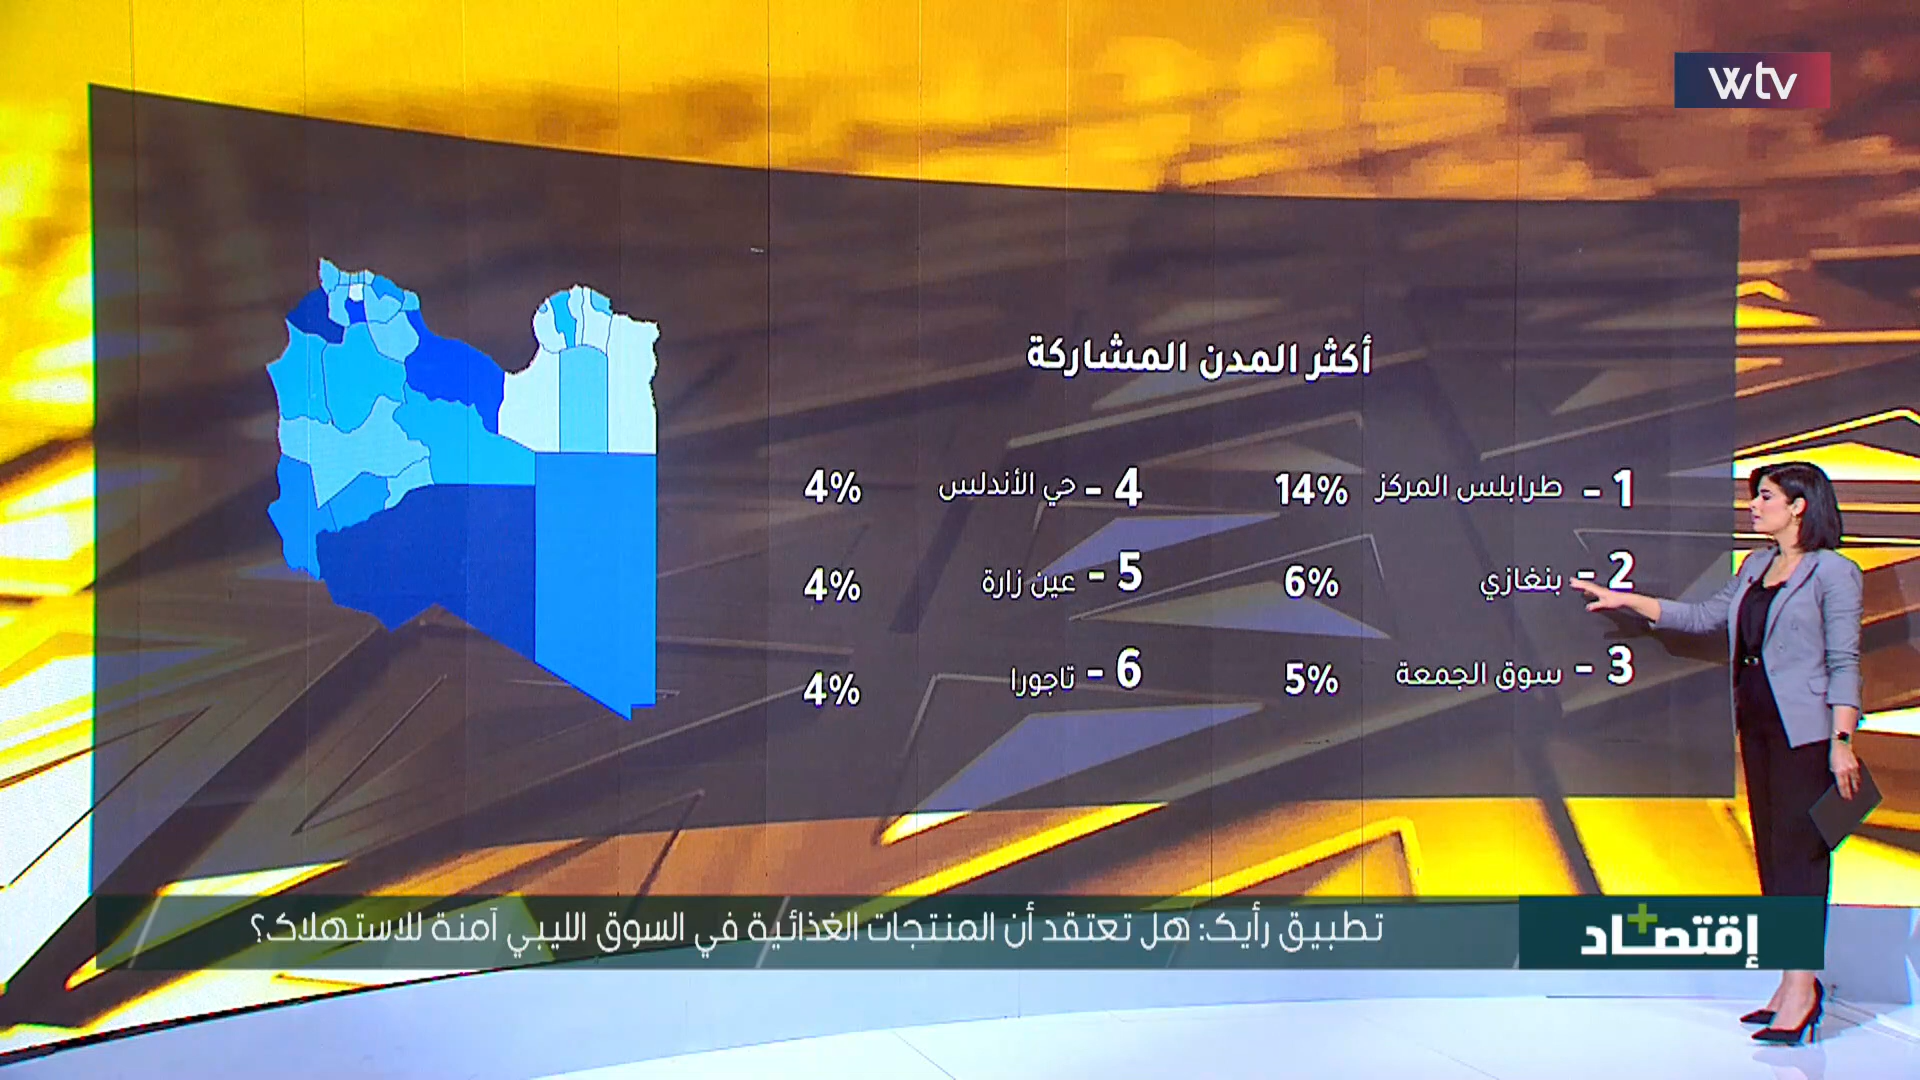 wtv
أكثر المدن المشاركة
1 - طرابلس المركز 14%
2 - بنغازي 6%
3 - سوق الجمعة 5%
4 - حي الأندلس 4%
5 - عين زارة 4%
6 - تاجورا 4%
إقتصاد+
تطبيق رأيك: هل تعتقد أن المنتجات الغذائية في السوق الليبي آمنة للاستهلاك؟